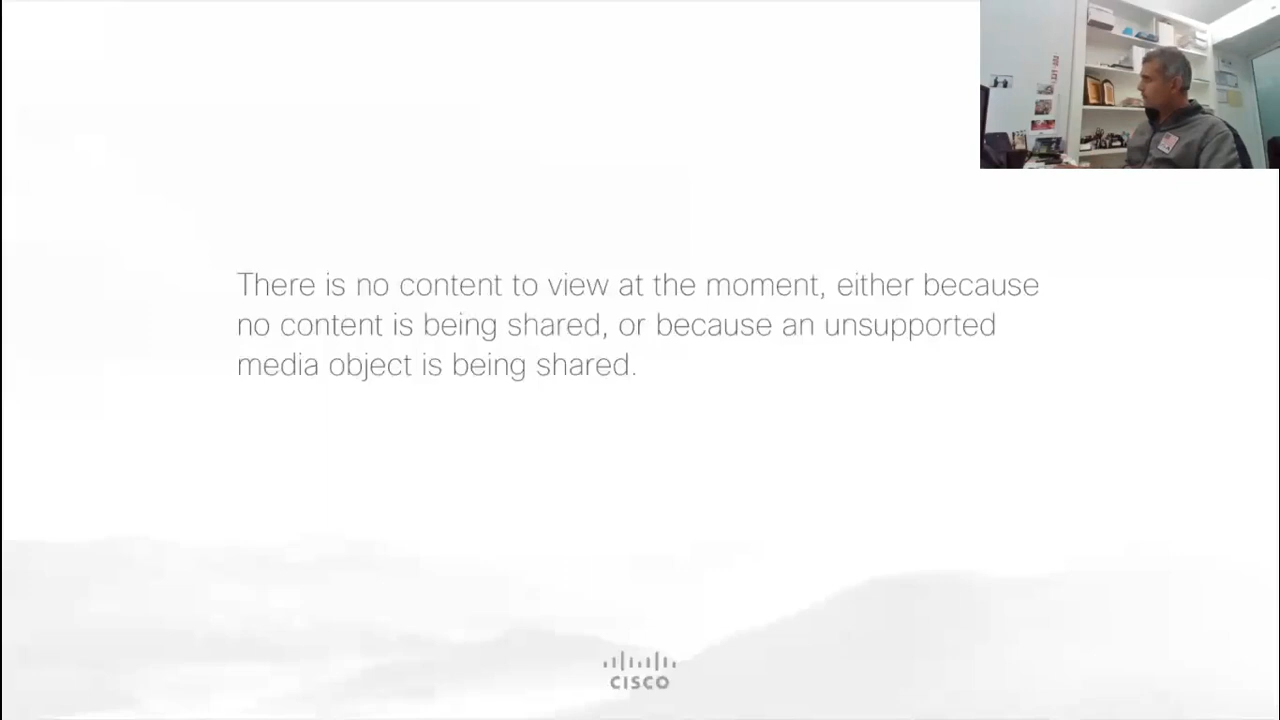 There is no content to view at the moment, either because
no content is being shared, or because an unsupported
media object is being shared.
CISCO